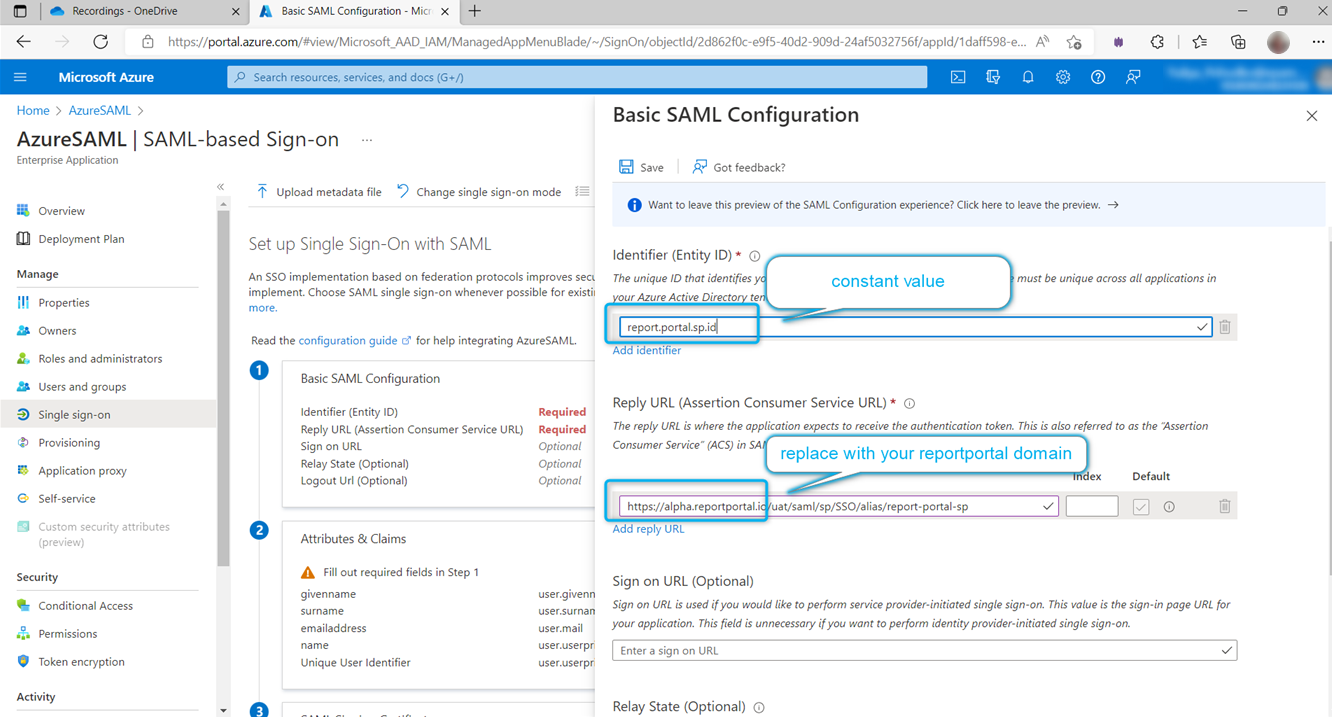 Recordings - OneDrive
Basic SAML Configuration - Micr
https://portal.azure.com/#view/Microsoft_AAD_IAM/ManagedAppMenuBlade/~/SignOn/objectId/2d862f0c-e9f5-40d2-909d-24af5032756f/appId/1daff598-e...
Microsoft Azure
Search resources, services, and docs (G+/)
Home > AzureSAML >
AzureSAML | SAML-based Sign-on ...
Enterprise Application
Overview
Deployment Plan
Manage
Properties
Owners
Roles and administrators
Users and groups
Single sign-on
Provisioning
Application proxy
Self-service
Custom security attributes
(preview)
Security
Conditional Access
Permissions
Token encryption
Activity
Upload metadata file
Change single sign-on mode
Set up Single Sign-On with SAML
An SSO implementation based on federation protocols improves secu
implement. Choose SAML single sign-on whenever possible for existin
more.
Read the configuration guide for help integrating AzureSAML.
1
Basic SAML Configuration
Identifier (Entity ID) Required
Reply URL (Assertion Consumer Service URL) Required
Sign on URL Optional
Relay State (Optional) Optional
Logout Url (Optional) Optional
2
Attributes & Claims
Fill out required fields in Step 1
givenname user.givenn
surname user.surnam
emailaddress user.mail
name user.userpri
Unique User Identifier user.userpri
3
Basic SAML Configuration
Save
Got feedback?
Want to leave this preview of the SAML Configuration experience? Click here to leave the preview. →
Identifier (Entity ID) *
The unique ID that identifies yo
e must be unique across all applications in
your Azure Active Directory ten
constant value
report.portal.sp.id
Add identifier
Reply URL (Assertion Consumer Service URL) *
The reply URL is where the application expects to receive the authentication token. This is also referred to as the "Assertion
Consumer Service" (ACS) in SAM
replace with your reportportal domain
Index Default
https://alpha.reportportal.io/uat/saml/sp/SSO/alias/report-portal-sp
Add reply URL
Sign on URL (Optional)
Sign on URL is used if you would like to perform service provider-initiated single sign-on. This value is the sign-in page URL for
your application. This field is unnecessary if you want to perform identity provider-initiated single sign-on.
Enter a sign on URL
Relay State (Optional)